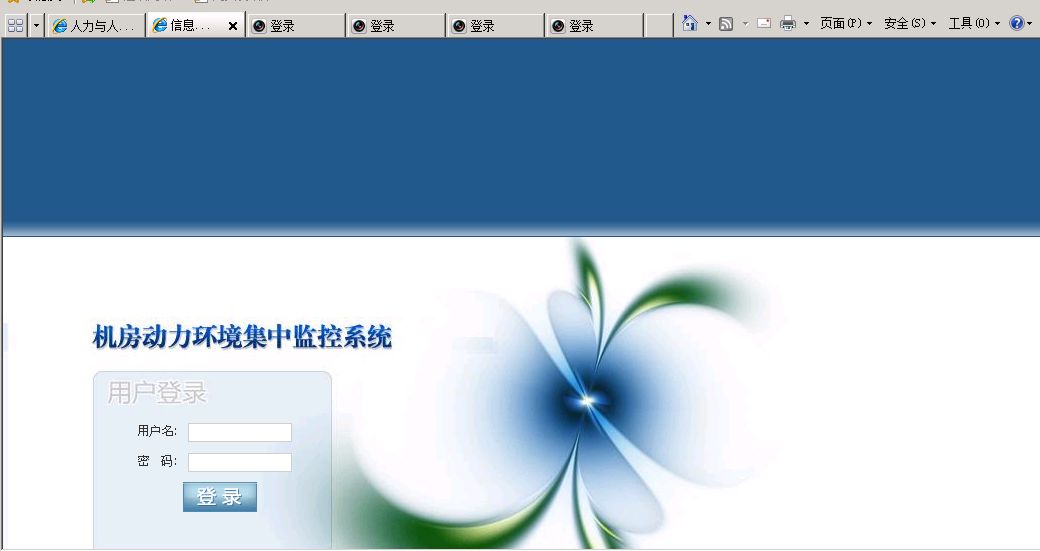 人力与人...
信息...
登录
登录
登录
登录
页面(P)
安全(S)
工具(O)
机房动力环境集中监控系统
用户登录
用户名:
密 码:
登 录